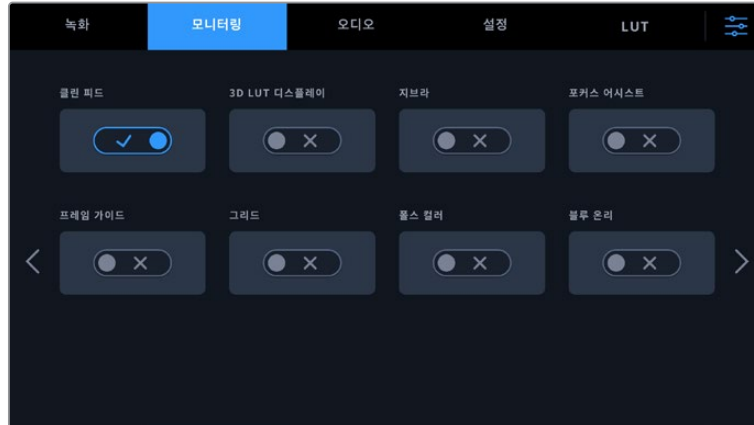 녹화 모니터링 오디오 설정 LUT
클린 피드 3D LUT 디스플레이 지브라 포커스 어시스트
프레임 가이드 그리드 폴스 컬러 블루 온리